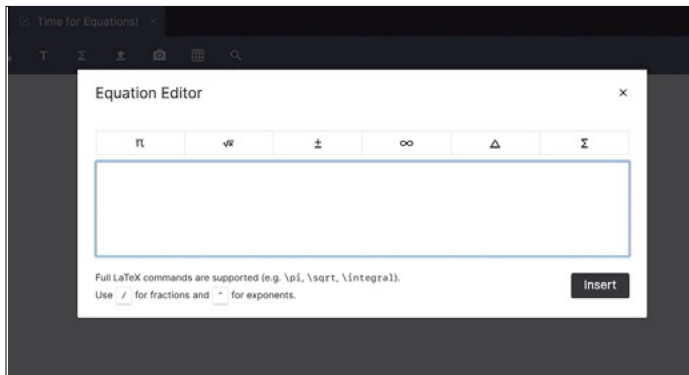 Time for Equations! ×
T Σ
Equation Editor ×
π √x ± ∞ △ Σ
Full LaTeX commands are supported (e.g. \pi, \sqrt, \integral).
Use / for fractions and ^ for exponents.
Insert